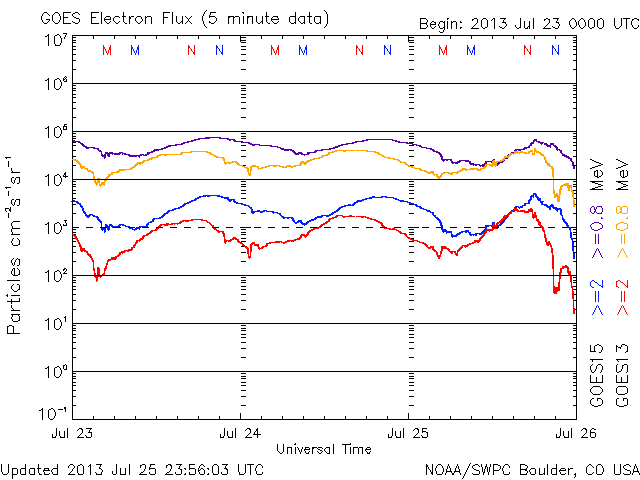 GOES Electron Flux (5 minute data)
Begin: 2013 Jul 23 0000 UTC
10⁷
M M N N M M N N M M N N
10⁶
10⁵
10⁴
10³
10²
10¹
10⁰
10⁻¹
Particles cm⁻²s⁻¹sr⁻¹
Jul 23 Jul 24 Jul 25 Jul 26
Universal Time
GOES15 >=2 >=0.8 MeV
GOES13 >=2 >=0.8 MeV
Updated 2013 Jul 25 23:56:03 UTC
NOAA/SWPC Boulder, CO USA